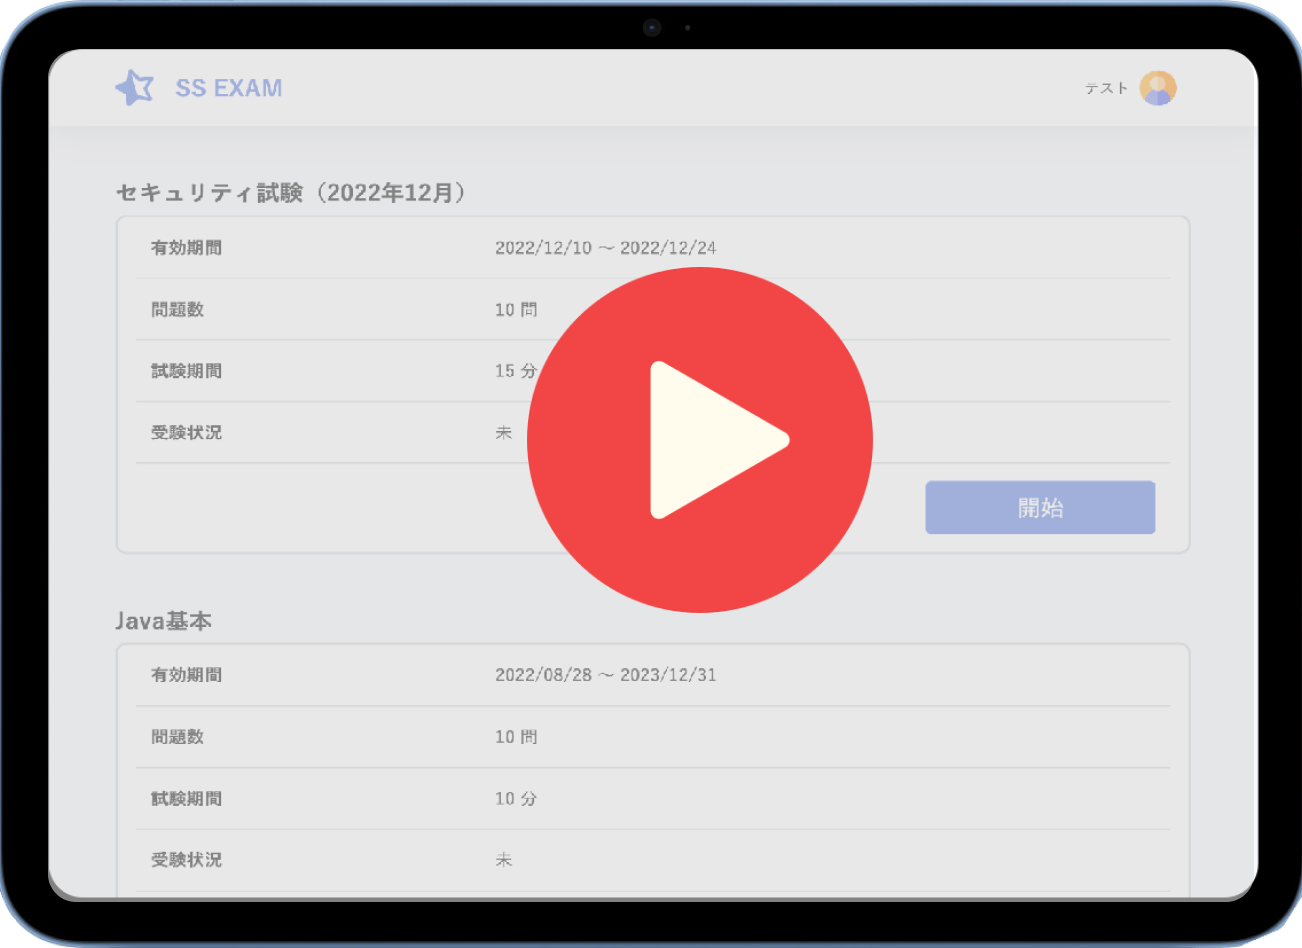 SS EXAM
テスト
セキュリティ試験（2022年12月）
有効期間 2022/12/10 ～ 2022/12/24
問題数 10 問
試験期間 15 分
受験状況 未
開始
Java基本
有効期間 2022/08/28 ～ 2023/12/31
問題数 10 問
試験期間 10 分
受験状況 未